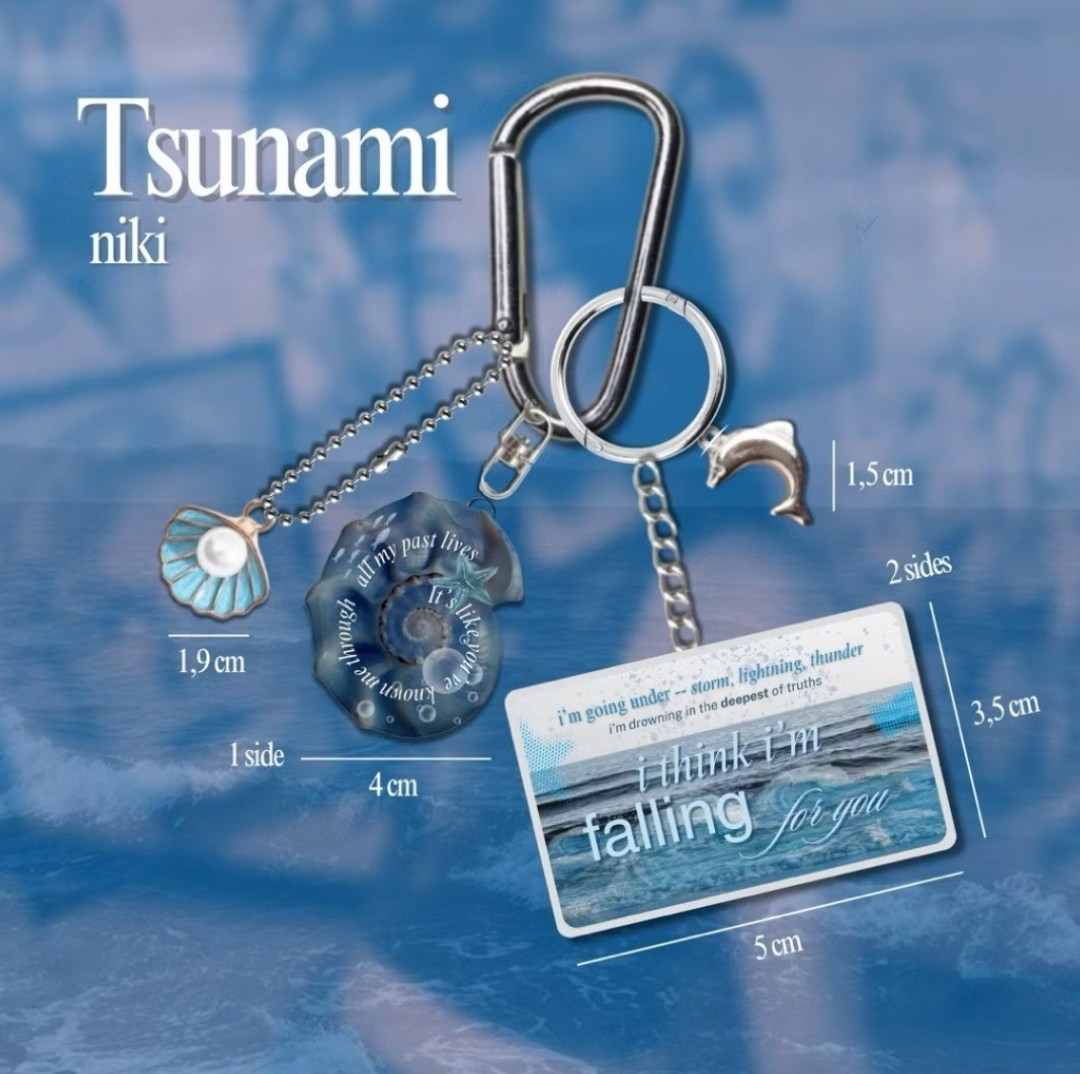 Tsunami
niki
1,5 cm
2 sides
1,9 cm
all my past lives
It's like you've
known me through
i'm going under -- storm, lightning, thunder
i'm drowning in the deepest of truths
i think i'm
falling for you
3,5 cm
1 side
4 cm
5 cm